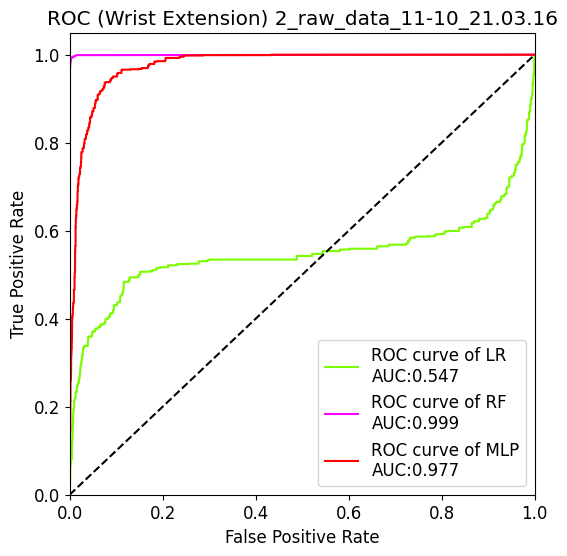 ROC (Wrist Extension) 2_raw_data_11-10_21.03.16
1.0
0.8
0.6
0.4
0.2
0.0
True Positive Rate
ROC curve of LR
AUC:0.547
ROC curve of RF
AUC:0.999
ROC curve of MLP
AUC:0.977
0.0 0.2 0.4 0.6 0.8 1.0
False Positive Rate